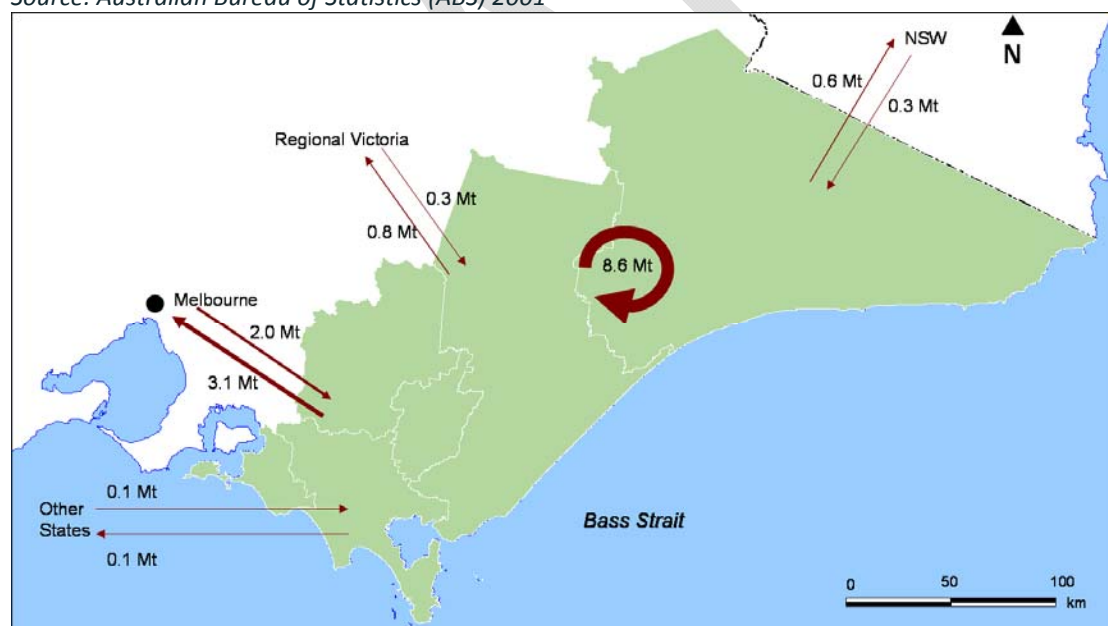 Source: Australian Bureau of Statistics (ABS) 2001
NSW
N
0.6 Mt
0.3 Mt
Regional Victoria
0.3 Mt
0.8 Mt
8.6 Mt
Melbourne
2.0 Mt
3.1 Mt
0.1 Mt
Other
States
0.1 Mt
Bass Strait
0 50 100
km